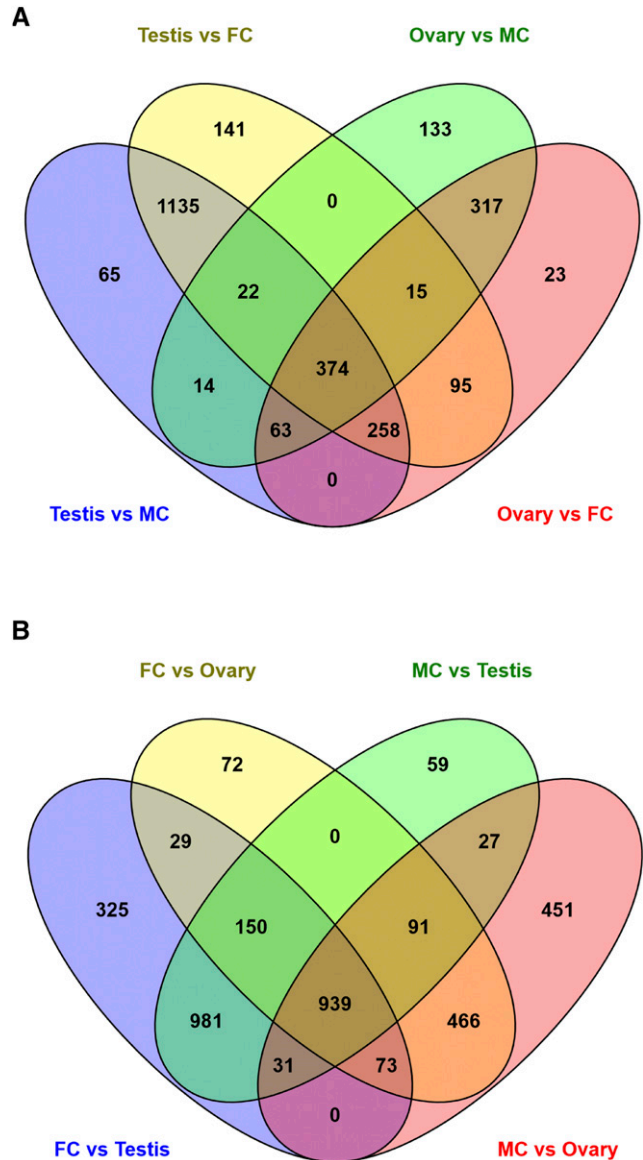 A
Testis vs FC Ovary vs MC
141 133
1135 0 317
65 22 15 23
14 374 95
63 258
0
Testis vs MC Ovary vs FC
B
FC vs Ovary MC vs Testis
72 59
29 0 27
325 150 91 451
981 939 466
31 73
0
FC vs Testis MC vs Ovary